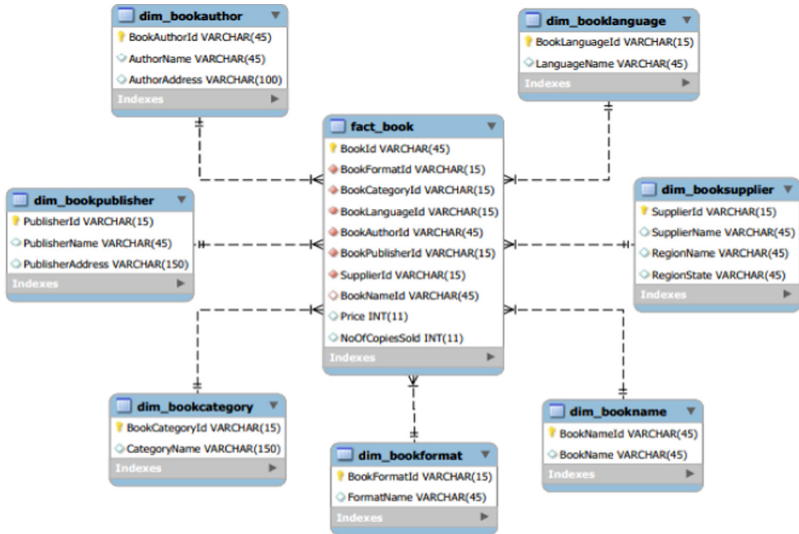 dim_bookauthor
BookAuthorId VARCHAR(45)
AuthorName VARCHAR(45)
AuthorAddress VARCHAR(100)
Indexes
dim_booklanguage
BookLanguageId VARCHAR(15)
LanguageName VARCHAR(45)
Indexes
fact_book
BookId VARCHAR(45)
BookFormatId VARCHAR(15)
BookCategoryId VARCHAR(15)
BookLanguageId VARCHAR(15)
BookAuthorId VARCHAR(45)
BookPublisherId VARCHAR(15)
SupplierId VARCHAR(15)
BookNameId VARCHAR(45)
Price INT(11)
NoOfCopiesSold INT(11)
Indexes
dim_bookpublisher
PublisherId VARCHAR(15)
PublisherName VARCHAR(45)
PublisherAddress VARCHAR(150)
Indexes
dim_booksupplier
SupplierId VARCHAR(15)
SupplierName VARCHAR(45)
RegionName VARCHAR(45)
RegionState VARCHAR(45)
Indexes
dim_bookcategory
BookCategoryId VARCHAR(15)
CategoryName VARCHAR(150)
Indexes
dim_bookformat
BookFormatId VARCHAR(15)
FormatName VARCHAR(45)
Indexes
dim_bookname
BookNameId VARCHAR(45)
BookName VARCHAR(45)
Indexes